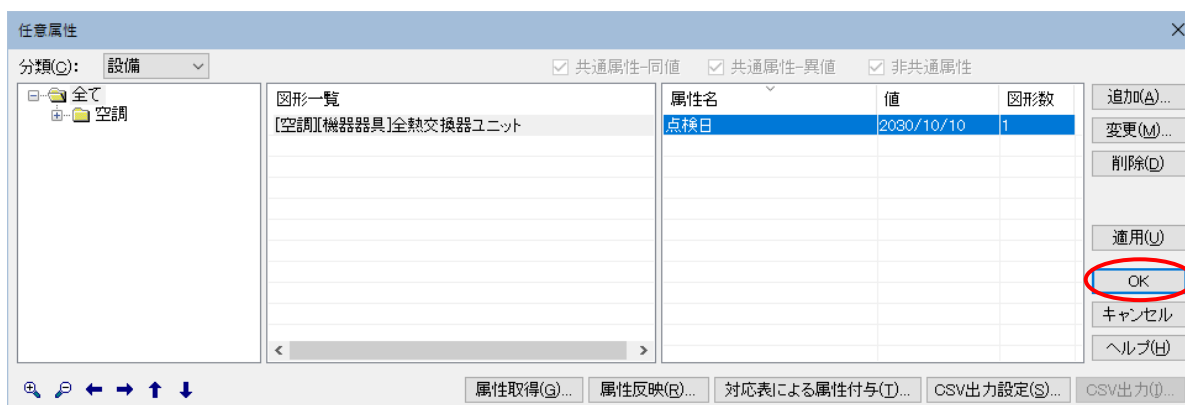 任意属性
分類(C): 設備
共通属性-同値 共通属性-異値 非共通属性
全て
空調
図形一覧
[空調][機器器具]全熱交換器ユニット
属性名 値 図形数
点検日 2030/10/10 1
追加(A)...
変更(M)...
削除(D)
適用(U)
OK
キャンセル
ヘルプ(H)
属性取得(G)... 属性反映(R)... 対応表による属性付与(T)... CSV出力設定(S)... CSV出力(I)...